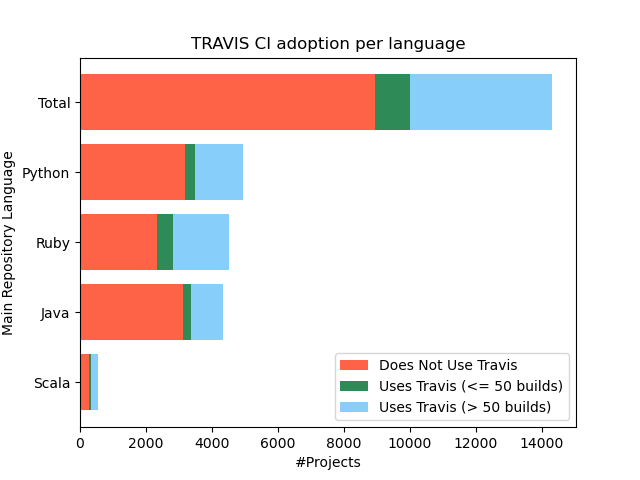 TRAVIS CI adoption per language
Main Repository Language
Total
Python
Ruby
Java
Scala
Does Not Use Travis
Uses Travis (<= 50 builds)
Uses Travis (> 50 builds)
0 2000 4000 6000 8000 10000 12000 14000
#Projects